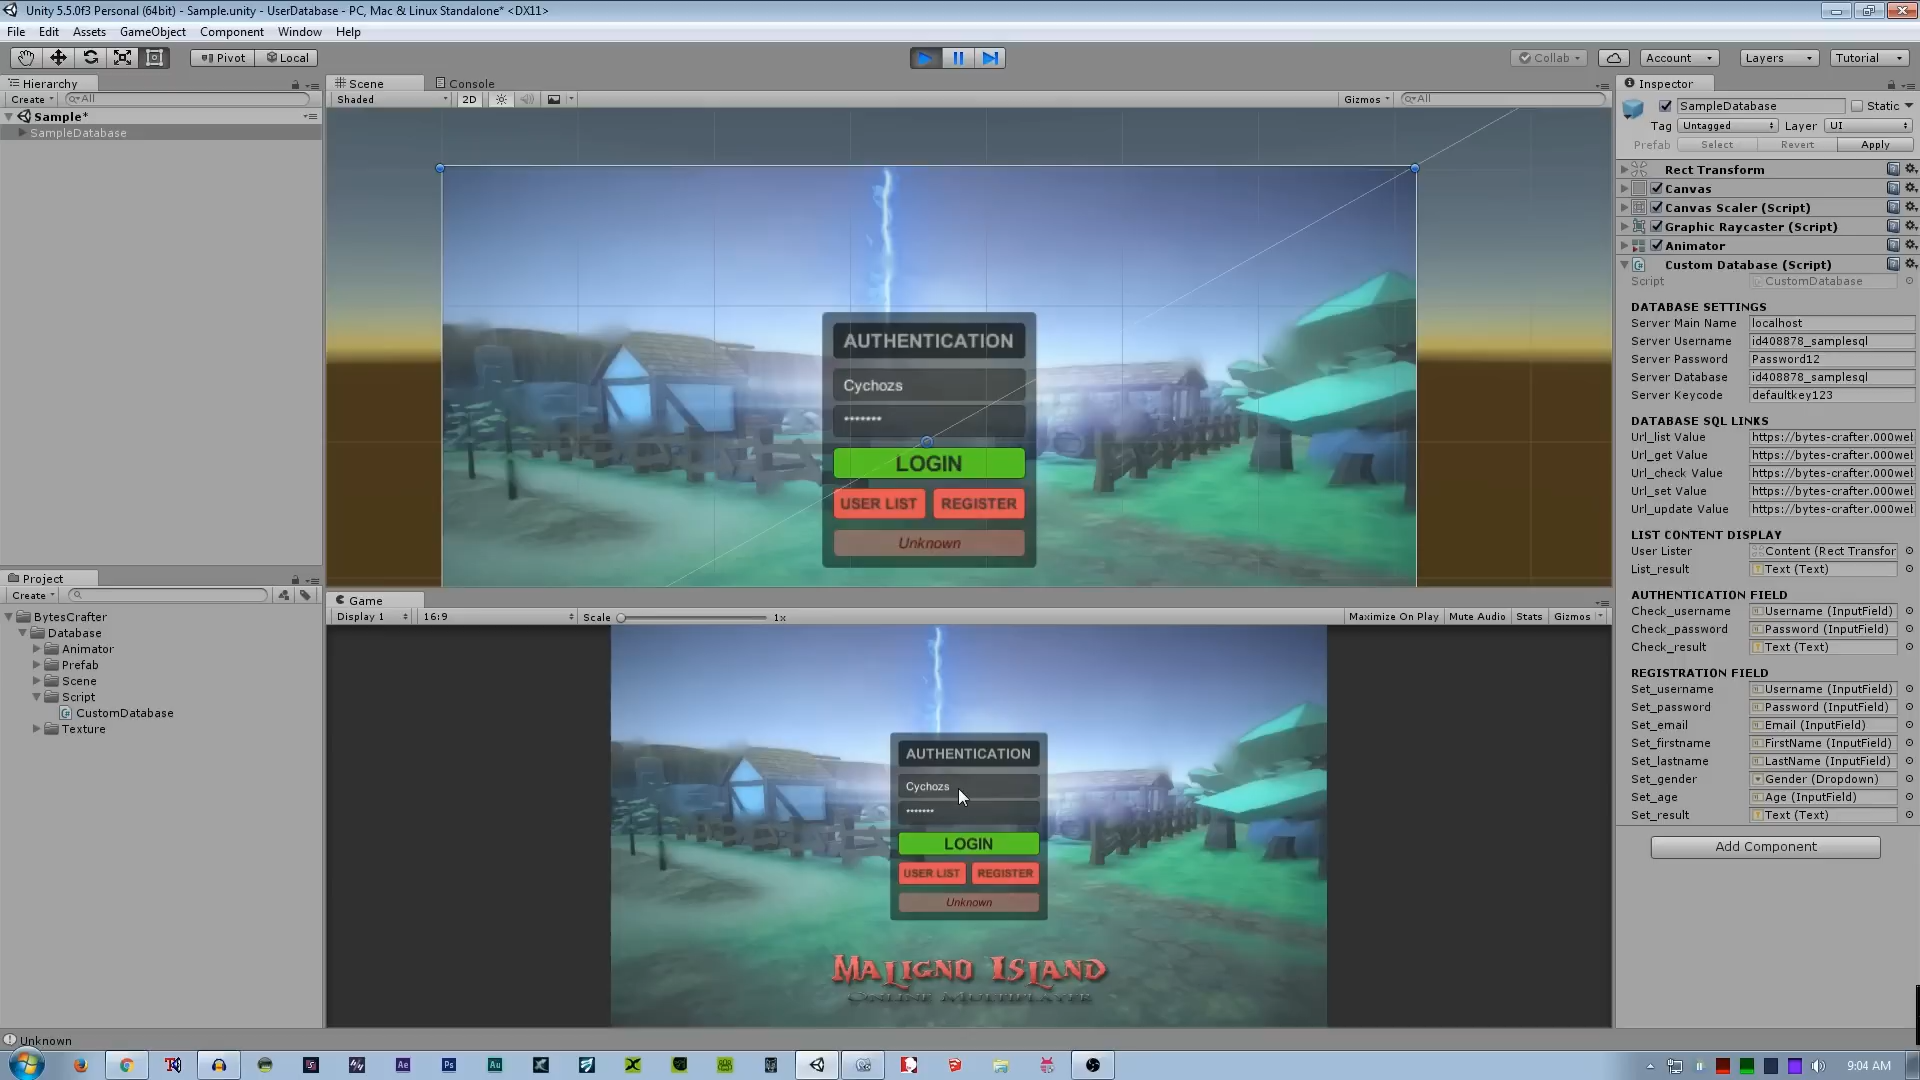 Unity 5.5.0f3 Personal (64bit) - Sample.unity - UserDatabase - PC, Mac & Linux Standalone* <DX11>
File Edit Assets GameObject Component Window Help
Pivot Local Collab Account Layers Tutorial
Hierarchy
Create All
Sample*
SampleDatabase
Scene Console
Shaded 2D Gizmos All
AUTHENTICATION
Cychozs
*******
LOGIN
USER LIST REGISTER
Unknown
Project
Create
BytesCrafter
Database
Animator
Prefab
Scene
Script
CustomDatabase
Texture
Game
Display 1 16:9 Scale 1x Maximize On Play Mute Audio Stats Gizmos
AUTHENTICATION
Cychozs
*******
LOGIN
USER LIST REGISTER
Unknown
Maligno Island
Online Multiplayer
Inspector
SampleDatabase Static
Tag Untagged Layer UI
Prefab Select Revert Apply
Rect Transform
Canvas
Canvas Scaler (Script)
Graphic Raycaster (Script)
Animator
Custom Database (Script)
Script CustomDatabase
DATABASE SETTINGS
Server Main Name localhost
Server Username id408878_samplesql
Server Password Password12
Server Database id408878_samplesql
Server Keycode defaultkey123
DATABASE SQL LINKS
Url_list Value https://bytes-crafter.000wel
Url_get Value https://bytes-crafter.000wel
Url_check Value https://bytes-crafter.000wel
Url_set Value https://bytes-crafter.000wel
Url_update Value https://bytes-crafter.000wel
LIST CONTENT DISPLAY
User Lister Content (Rect Transfor
List_result Text (Text)
AUTHENTICATION FIELD
Check_username Username (InputField)
Check_password Password (InputField)
Check_result Text (Text)
REGISTRATION FIELD
Set_username Username (InputField)
Set_password Password (InputField)
Set_email Email (InputField)
Set_firstname FirstName (InputField)
Set_lastname LastName (InputField)
Set_gender Gender (Dropdown)
Set_age Age (InputField)
Set_result Text (Text)
Add Component
Unknown
Ae Ps Au
9:04 AM